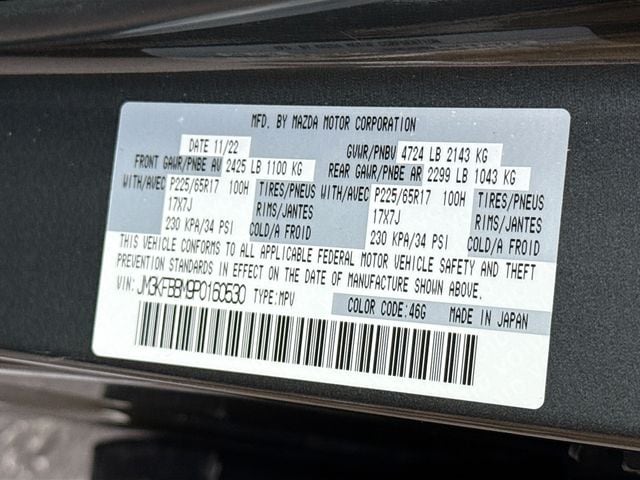 MFD. BY MAZDA MOTOR CORPORATION
DATE 11/22 GVWR/PNBV 4724 LB 2143 KG
FRONT GAWR/PNBE AV 2425 LB 1100 KG REAR GAWR/PNBE AR 2299 LB 1043 KG
WITH/AVEC P225/65R17 100H TIRES/PNEUS WITH/AVEC P225/65R17 100H TIRES/PNEUS
17X7J RIMS/JANTES 17X7J RIMS/JANTES
230 KPA/34 PSI COLD/A FROID 230 KPA/34 PSI COLD/A FROID
THIS VEHICLE CONFORMS TO ALL APPLICABLE FEDERAL MOTOR VEHICLE SAFETY AND THEFT
PREVENTION STANDARDS IN EFFECT ON THE DATE OF MANUFACTURE SHOWN ABOVE.
VIN: JM3KFBBM9P0160530 TYPE:MPV
COLOR CODE:46G MADE IN JAPAN